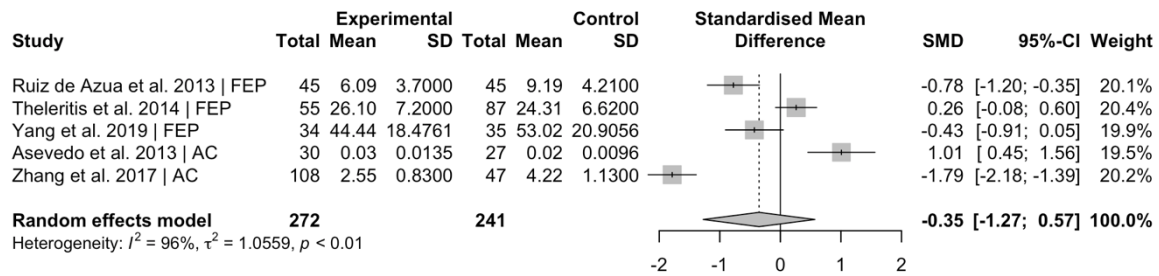 Experimental Control Standardised Mean
Study Total Mean SD Total Mean SD Difference SMD 95%-CI Weight
Ruiz de Azua et al. 2013 | FEP 45 6.09 3.7000 45 9.19 4.2100 -0.78 [-1.20; -0.35] 20.1%
Theleritis et al. 2014 | FEP 55 26.10 7.2000 87 24.31 6.6200 0.26 [-0.08; 0.60] 20.4%
Yang et al. 2019 | FEP 34 44.44 18.4761 35 53.02 20.9056 -0.43 [-0.91; 0.05] 19.9%
Asevedo et al. 2013 | AC 30 0.03 0.0135 27 0.02 0.0096 1.01 [ 0.45; 1.56] 19.5%
Zhang et al. 2017 | AC 108 2.55 0.8300 47 4.22 1.1300 -1.79 [-2.18; -1.39] 20.2%
Random effects model 272 241 -0.35 [-1.27; 0.57] 100.0%
Heterogeneity: I² = 96%, τ² = 1.0559, p < 0.01
-2 -1 0 1 2